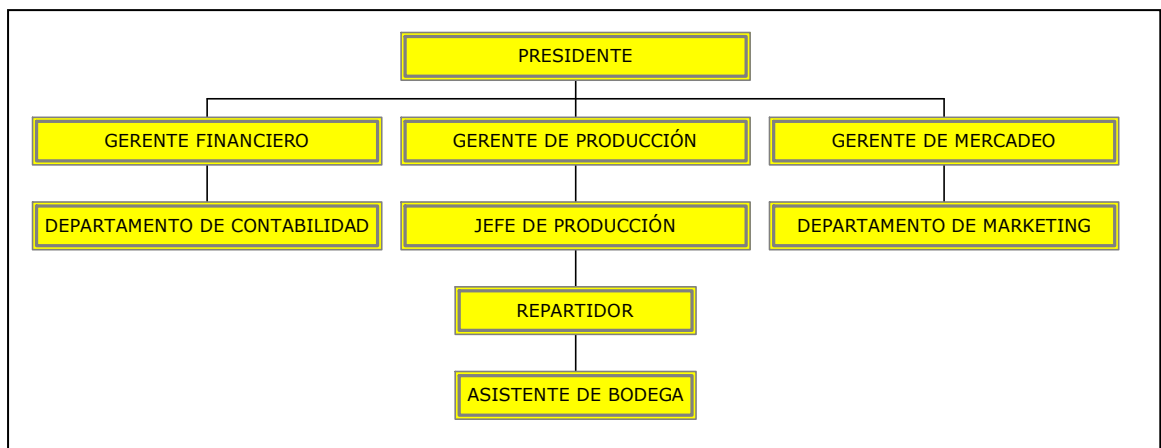 PRESIDENTE
GERENTE FINANCIERO
GERENTE DE PRODUCCIÓN
GERENTE DE MERCADEO
DEPARTAMENTO DE CONTABILIDAD
JEFE DE PRODUCCIÓN
DEPARTAMENTO DE MARKETING
REPARTIDOR
ASISTENTE DE BODEGA